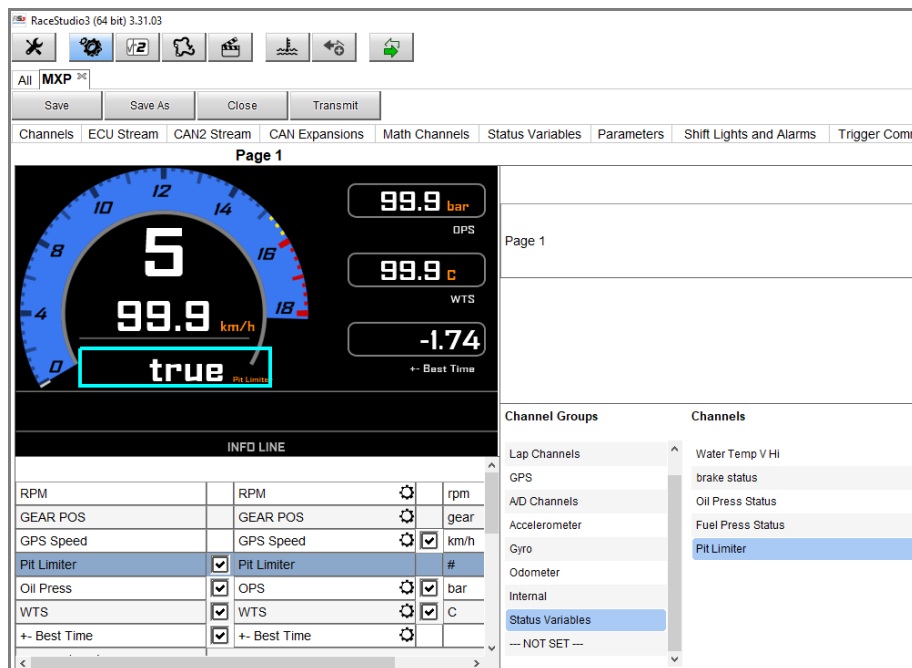 RaceStudio3 (64 bit) 3.31.03
All MXP
Save Save As Close Transmit
Channels ECU Stream CAN2 Stream CAN Expansions Math Channels Status Variables Parameters Shift Lights and Alarms Trigger Com
Page 1
0
4
8
10
12
14
16
18
5
99.9 km/h
true Pit Limiter
99.9 bar
OPS
99.9 C
WTS
-1.74
+- Best Time
INFO LINE
Page 1
RPM RPM rpm
GEAR POS GEAR POS gear
GPS Speed GPS Speed km/h
Pit Limiter Pit Limiter #
Oil Press OPS bar
WTS WTS C
+- Best Time +- Best Time
Channel Groups
Lap Channels
GPS
A/D Channels
Accelerometer
Gyro
Odometer
Internal
Status Variables
--- NOT SET ---
Channels
Water Temp V Hi
brake status
Oil Press Status
Fuel Press Status
Pit Limiter